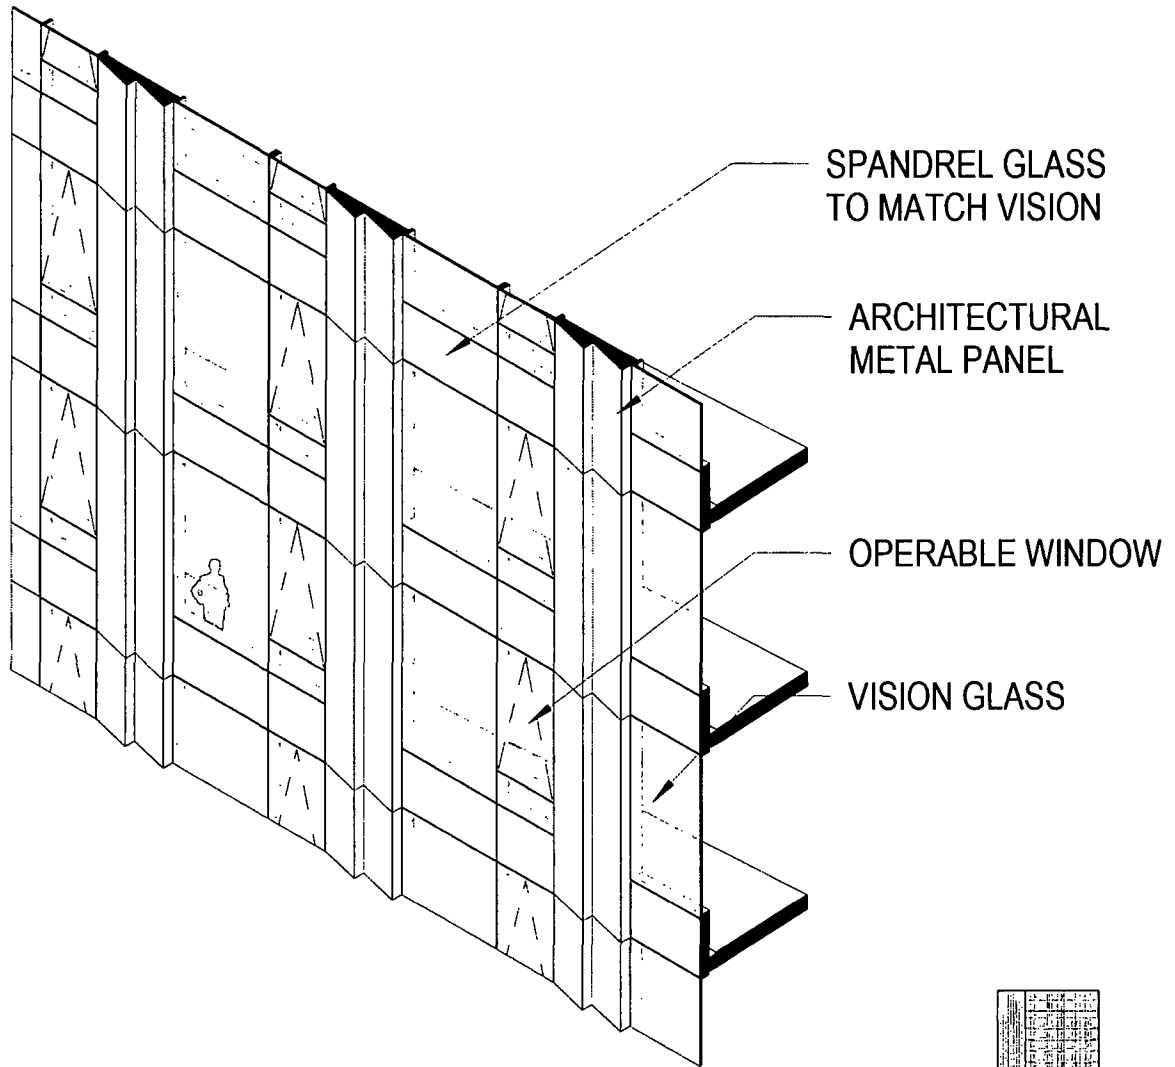 SPANDREL GLASS
TO MATCH VISION
ARCHITECTURAL
METAL PANEL
OPERABLE WINDOW
VISION GLASS